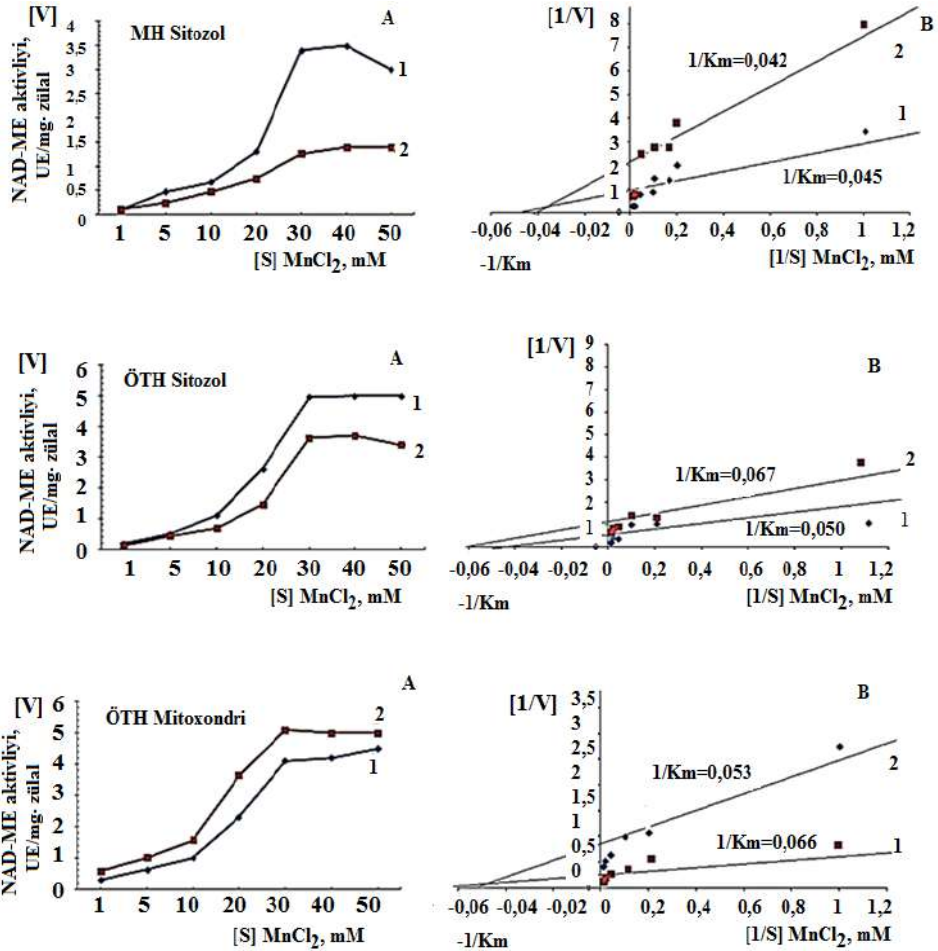 [V]
A
MH Sitozol
NAD-ME aktivliyi,
UE/mg· zülal
4
3.5
3
2.5
2
1.5
1
0.5
0
1
2
1 5 10 20 30 40 50
[S] MnCl2, mM
[1/V]
B
8
7
6
5
4
3
2
1
0
1/Km=0,042
2
1
1/Km=0,045
-0,06 -0,04 -0,02 0 0,2 0,4 0,6 0,8 1 1,2
-1/Km
[1/S] MnCl2, mM
[V]
A
ÖTH Sitozol
NAD-ME aktivliyi,
UE/mg· zülal
6
5
4
3
2
1
0
1
2
1 5 10 20 30 40 50
[S] MnCl2, mM
[1/V]
B
9
8
7
6
5
4
2
1
1
0
1/Km=0,067
2
1
1/Km=0,050
-0,06 -0,04 -0,02 0 0,2 0,4 0,6 0,8 1 1,2
-1/Km
[1/S] MnCl2, mM
[V]
A
ÖTH Mitoxondri
NAD-ME aktivliyi,
UE/mg· zülal
6
5
4
3
2
1
0
2
1
1 5 10 20 30 40 50
[S] MnCl2, mM
[1/V]
B
3,5
3
2,5
2
1
1
0,5
0
1/Km=0,053
2
1/Km=0,066
1
-0,06 -0,04 -0,02 0 0,2 0,4 0,6 0,8 1 1,2
-1/Km
[1/S] MnCl2, mM